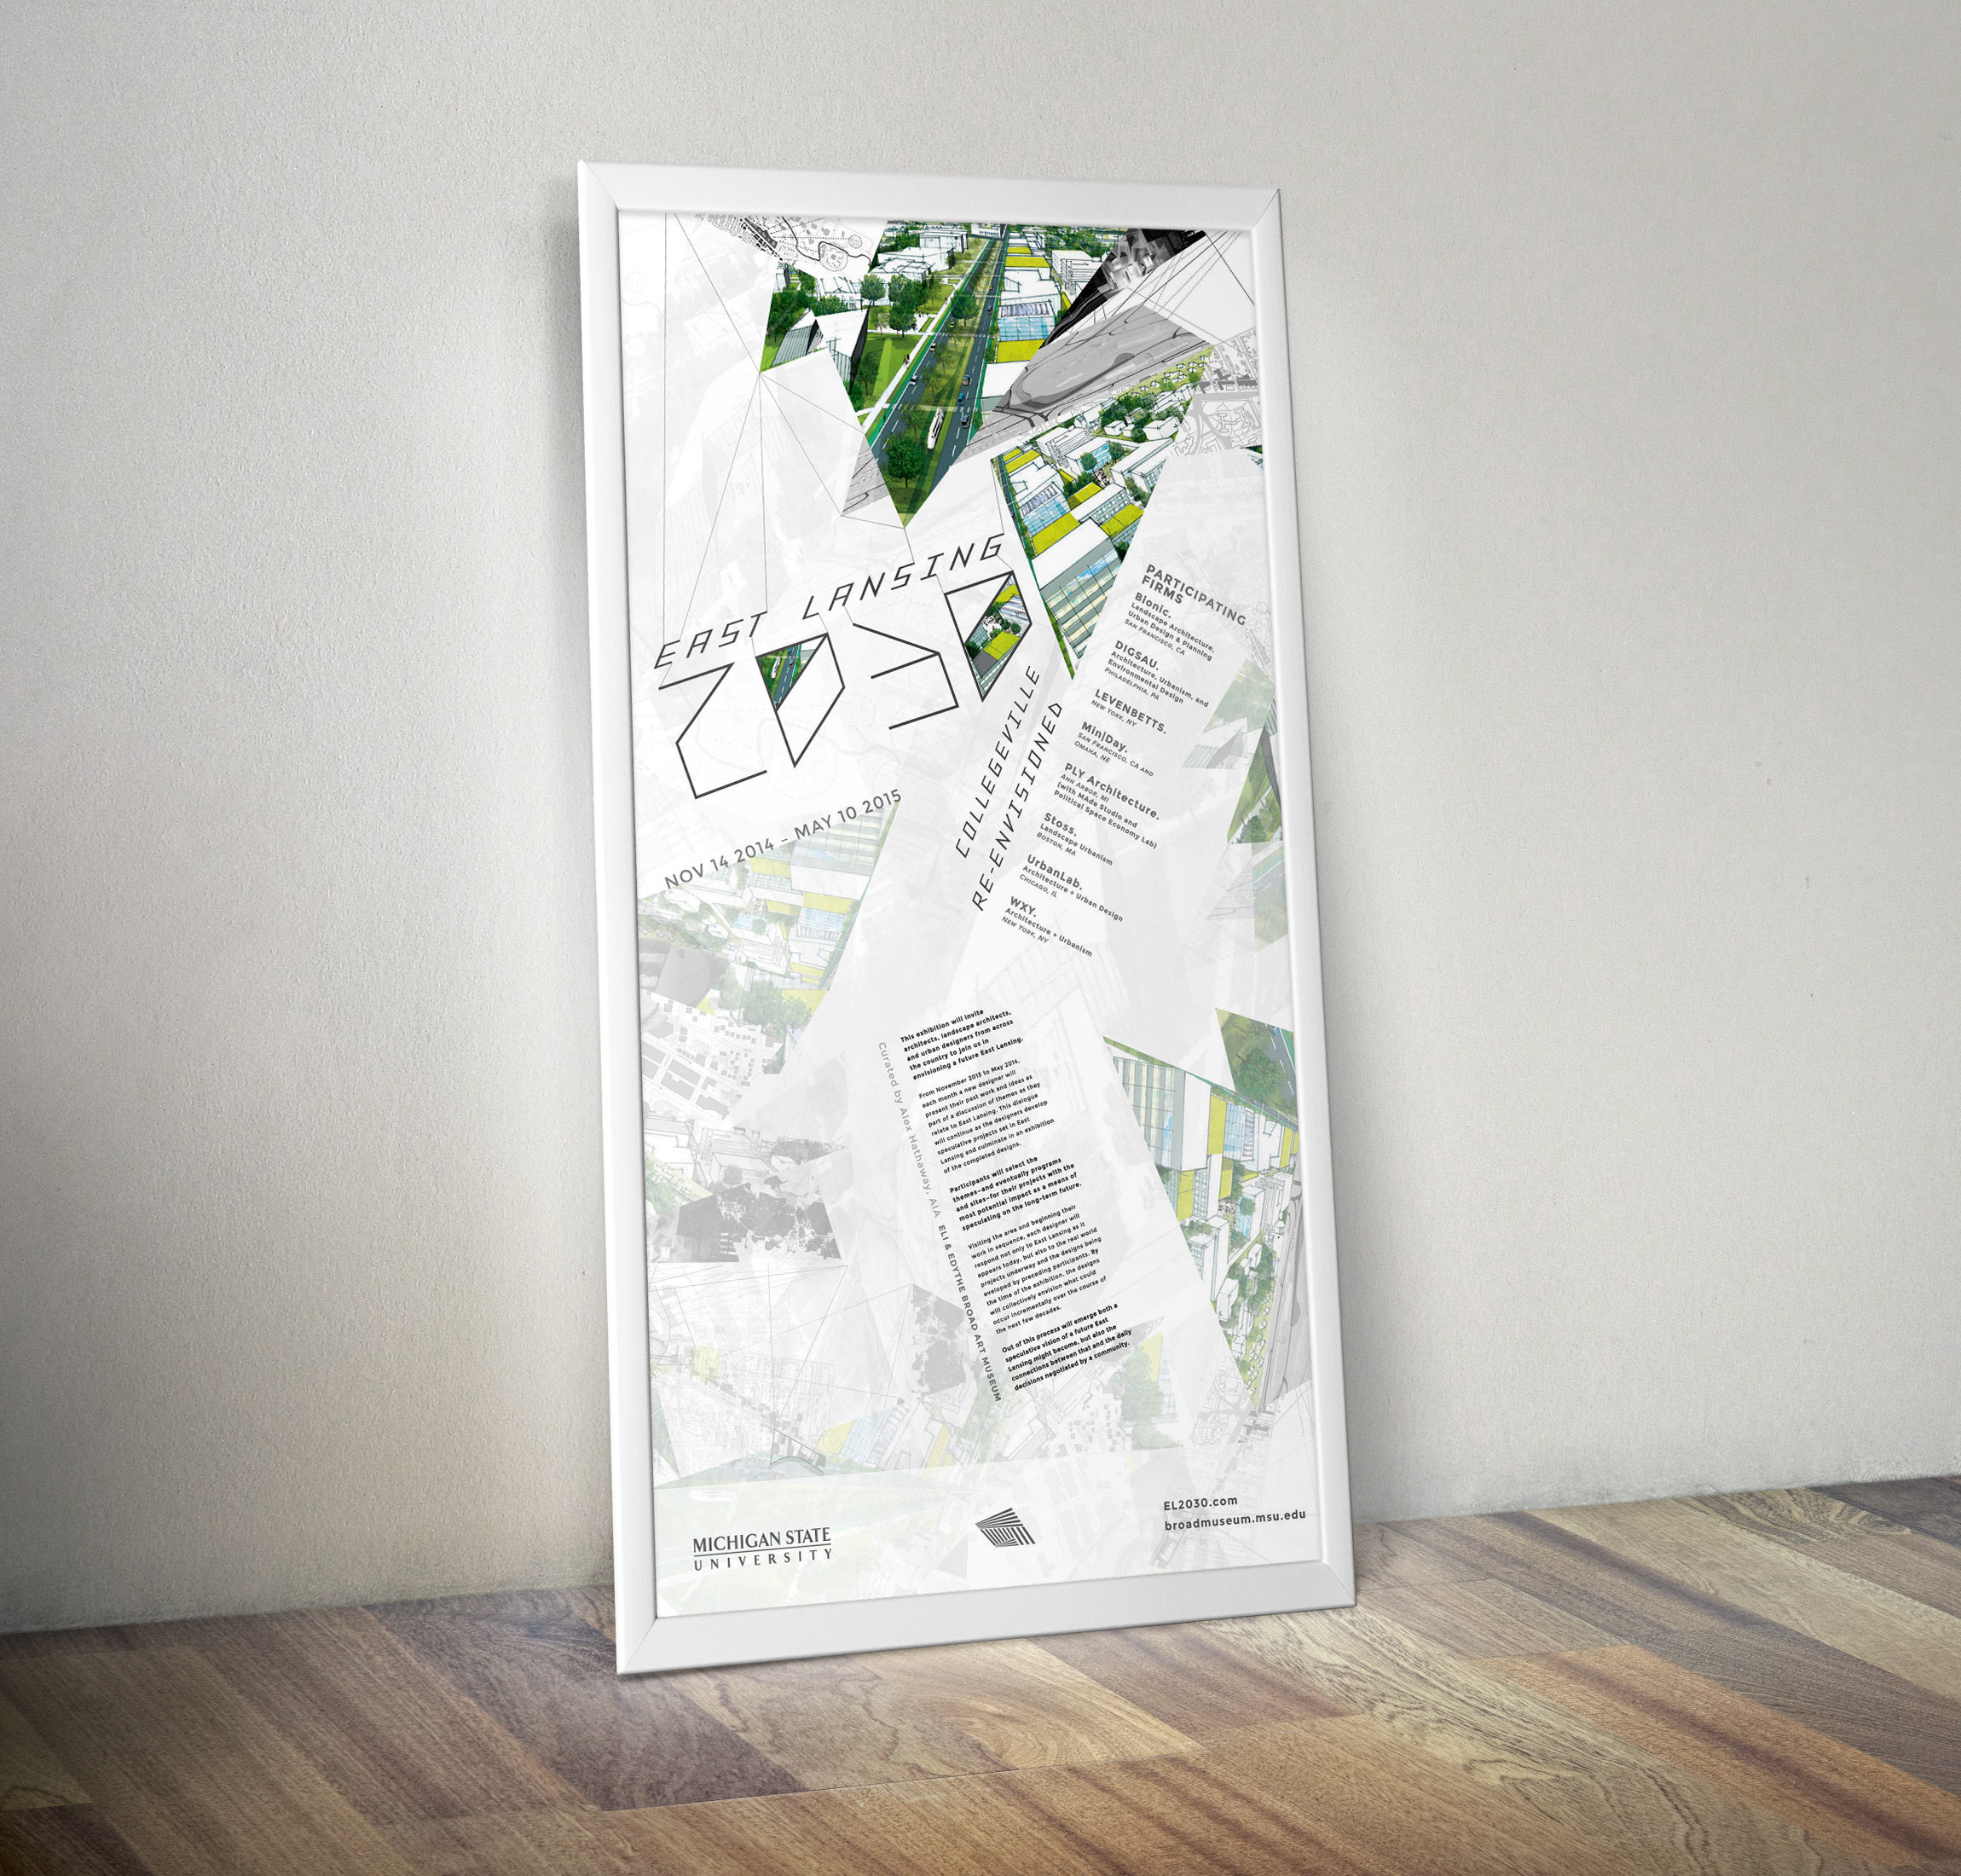 EAST LANSING
2030
COLLEGEVILLE
RE-ENVISIONED
NOV 14 2014 – MAY 10 2015
PARTICIPATING
FIRMS
Bionic.
Landscape Architecture,
Urban Design & Planning
SAN FRANCISCO, CA
DIGSAU.
Architecture, Urbanism, and
Environmental Design
PHILADELPHIA, PA
LEVENBETTS.
NEW YORK, NY
Min|Day.
SAN FRANCISCO, CA AND
OMAHA, NE
PLY Architecture.
ANN ARBOR, MI
(with MAde Studio and
Political Space Economy Lab)
Stoss.
Landscape Urbanism
BOSTON, MA
UrbanLab.
Architecture + Urban Design
CHICAGO, IL
WXY.
Architecture + Urbanism
NEW YORK, NY
This exhibition will invite
architects, landscape architects,
and urban designers from across
the country to join us in
envisioning a future East Lansing.
From November 2013 to May 2014,
each month a new designer will
present their past work and ideas as
part of a discussion of themes as they
relate to East Lansing. This dialogue
will continue as the designers develop
speculative projects set in East
Lansing and culminate in an exhibition
of the completed designs.
Participants will select the
themes—and eventually programs
and sites—for their projects with the
most potential impact as a means of
speculating on the long-term future.
Visiting the area and beginning their
work in sequence, each designer will
respond not only to East Lansing as it
appears today, but also to the real world
projects underway and the designs being
eveloped by preceding participants. By
the time of the exhibition, the designs
will collectively envision what could
occur incrementally over the course of
the next few decades.
Out of this process will emerge both a
speculative vision of a future East
Lansing might become, but also the
connections between that and the daily
decisions negotiated by a community.
Curated by Alex Hathaway, AIA ELI & EDYTHE BROAD ART MUSEUM
MICHIGAN STATE
UNIVERSITY
EL2030.com
broadmuseum.msu.edu